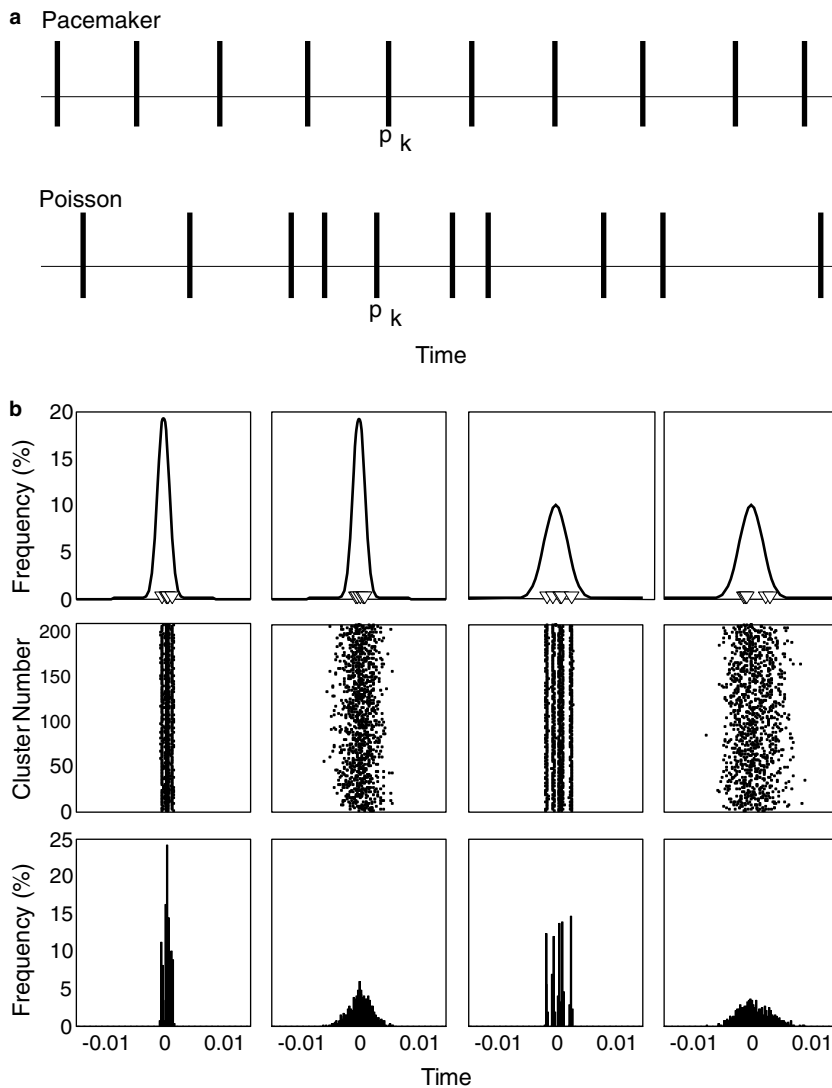 a Pacemaker
p k
Poisson
p k
Time
b
Frequency (%)
20
15
10
5
0
Cluster Number
200
150
100
50
0
Frequency (%)
25
20
15
10
5
0
-0.01 0 0.01 -0.01 0 0.01 -0.01 0 0.01 -0.01 0 0.01
Time